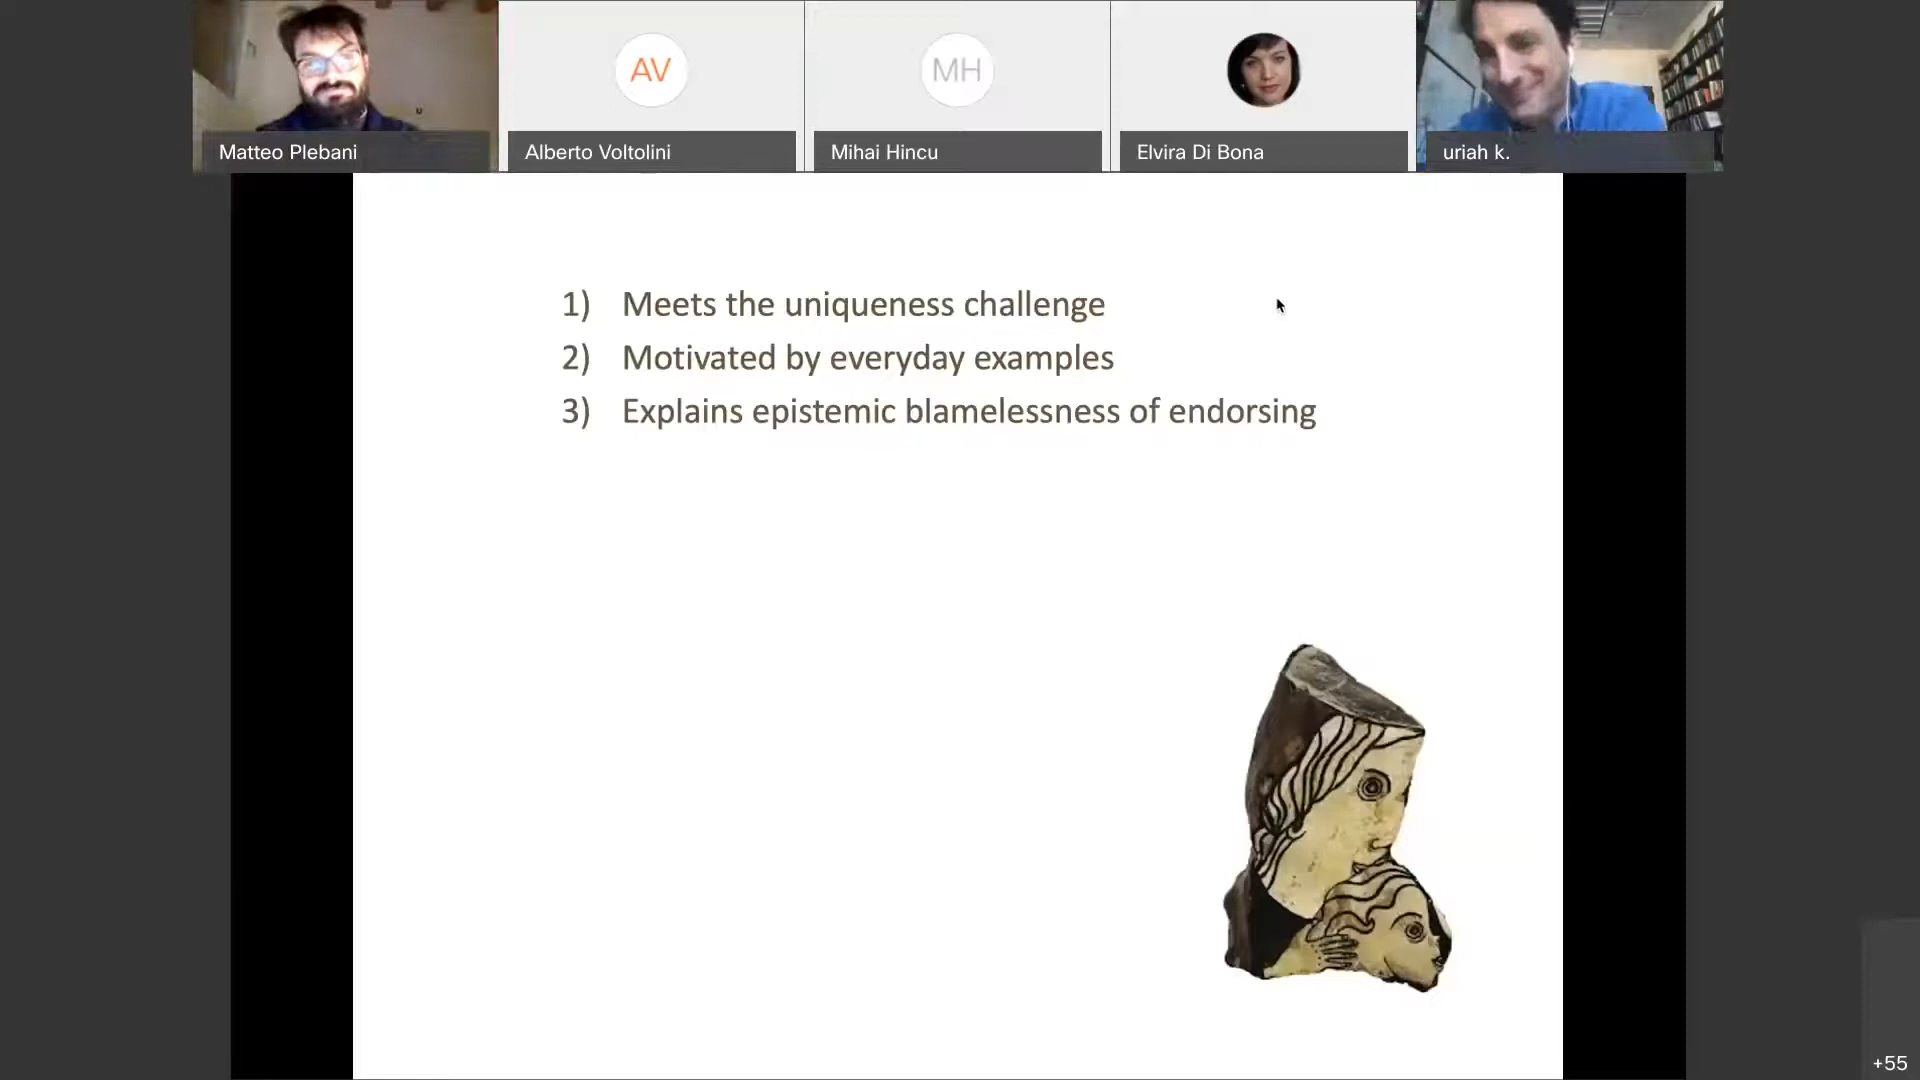 AV
MH
Matteo Plebani
Alberto Voltolini
Mihai Hincu
Elvira Di Bona
uriah k.
1) Meets the uniqueness challenge
2) Motivated by everyday examples
3) Explains epistemic blamelessness of endorsing
+55